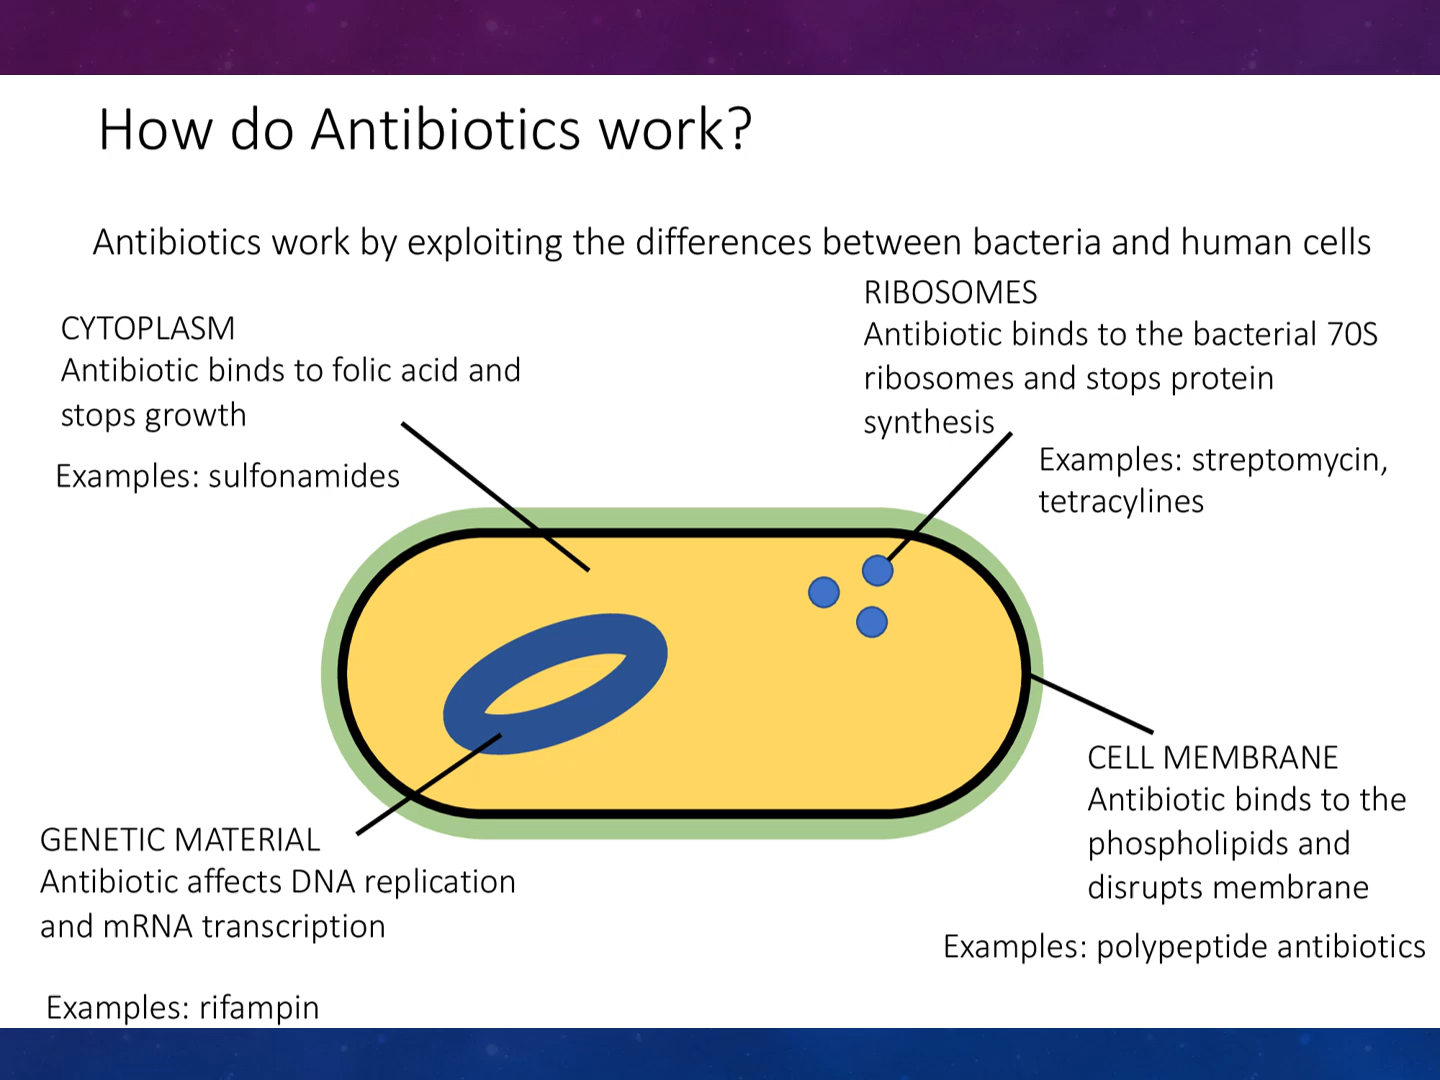 How do Antibiotics work?
Antibiotics work by exploiting the differences between bacteria and human cells
CYTOPLASM
Antibiotic binds to folic acid and
stops growth
Examples: sulfonamides
RIBOSOMES
Antibiotic binds to the bacterial 70S
ribosomes and stops protein
synthesis
Examples: streptomycin,
tetracylines
GENETIC MATERIAL
Antibiotic affects DNA replication
and mRNA transcription
Examples: rifampin
CELL MEMBRANE
Antibiotic binds to the
phospholipids and
disrupts membrane
Examples: polypeptide antibiotics